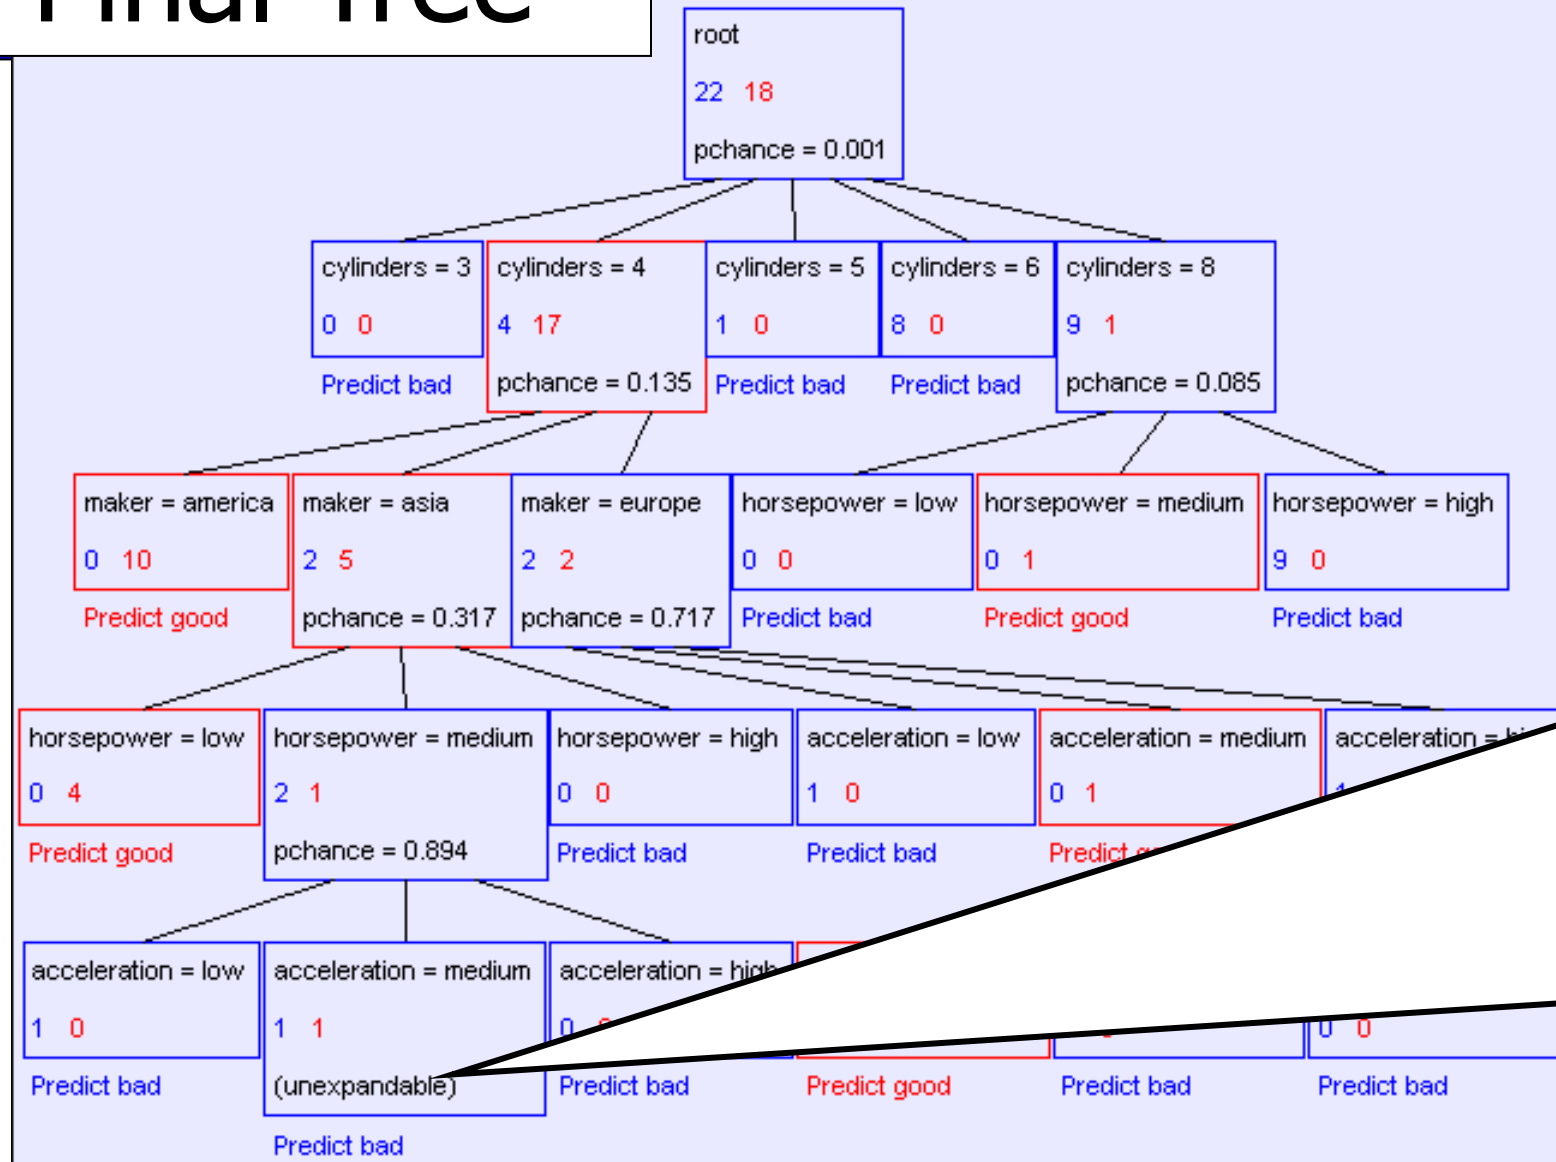 Final Tree
root
22 18
pchance = 0.001
cylinders = 3
0 0
Predict bad
cylinders = 4
4 17
pchance = 0.135
cylinders = 5
1 0
Predict bad
cylinders = 6
8 0
Predict bad
cylinders = 8
9 1
pchance = 0.085
maker = america
0 10
Predict good
maker = asia
2 5
pchance = 0.317
maker = europe
2 2
pchance = 0.717
horsepower = low
0 0
Predict bad
horsepower = medium
0 1
Predict good
horsepower = high
9 0
Predict bad
horsepower = low
0 4
Predict good
horsepower = medium
2 1
pchance = 0.894
horsepower = high
0 0
Predict bad
acceleration = low
1 0
Predict bad
acceleration = medium
0 1
Predict
acceleration =
acceleration = low
1 0
Predict bad
acceleration = medium
1 1
(unexpandable)
Predict bad
acceleration = high
0
Predict bad
Predict good
Predict bad
0 0
Predict bad